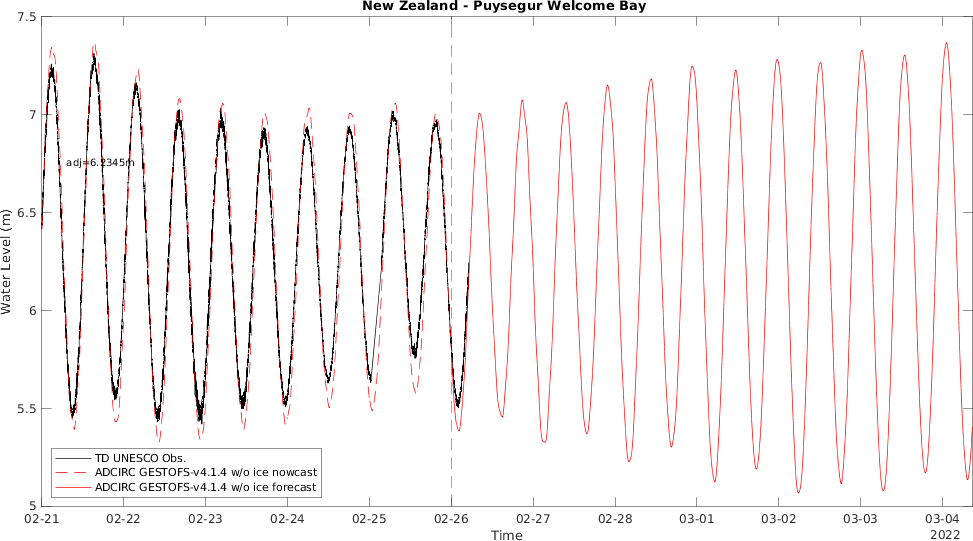 New Zealand - Puysegur Welcome Bay
7.5
7
6.5
6
5.5
5
Water Level (m)
adj=6.2345m
TD UNESCO Obs.
ADCIRC GESTOFS-v4.1.4 w/o ice nowcast
ADCIRC GESTOFS-v4.1.4 w/o ice forecast
02-21 02-22 02-23 02-24 02-25 02-26 02-27 02-28 03-01 03-02 03-03 03-04
2022
Time